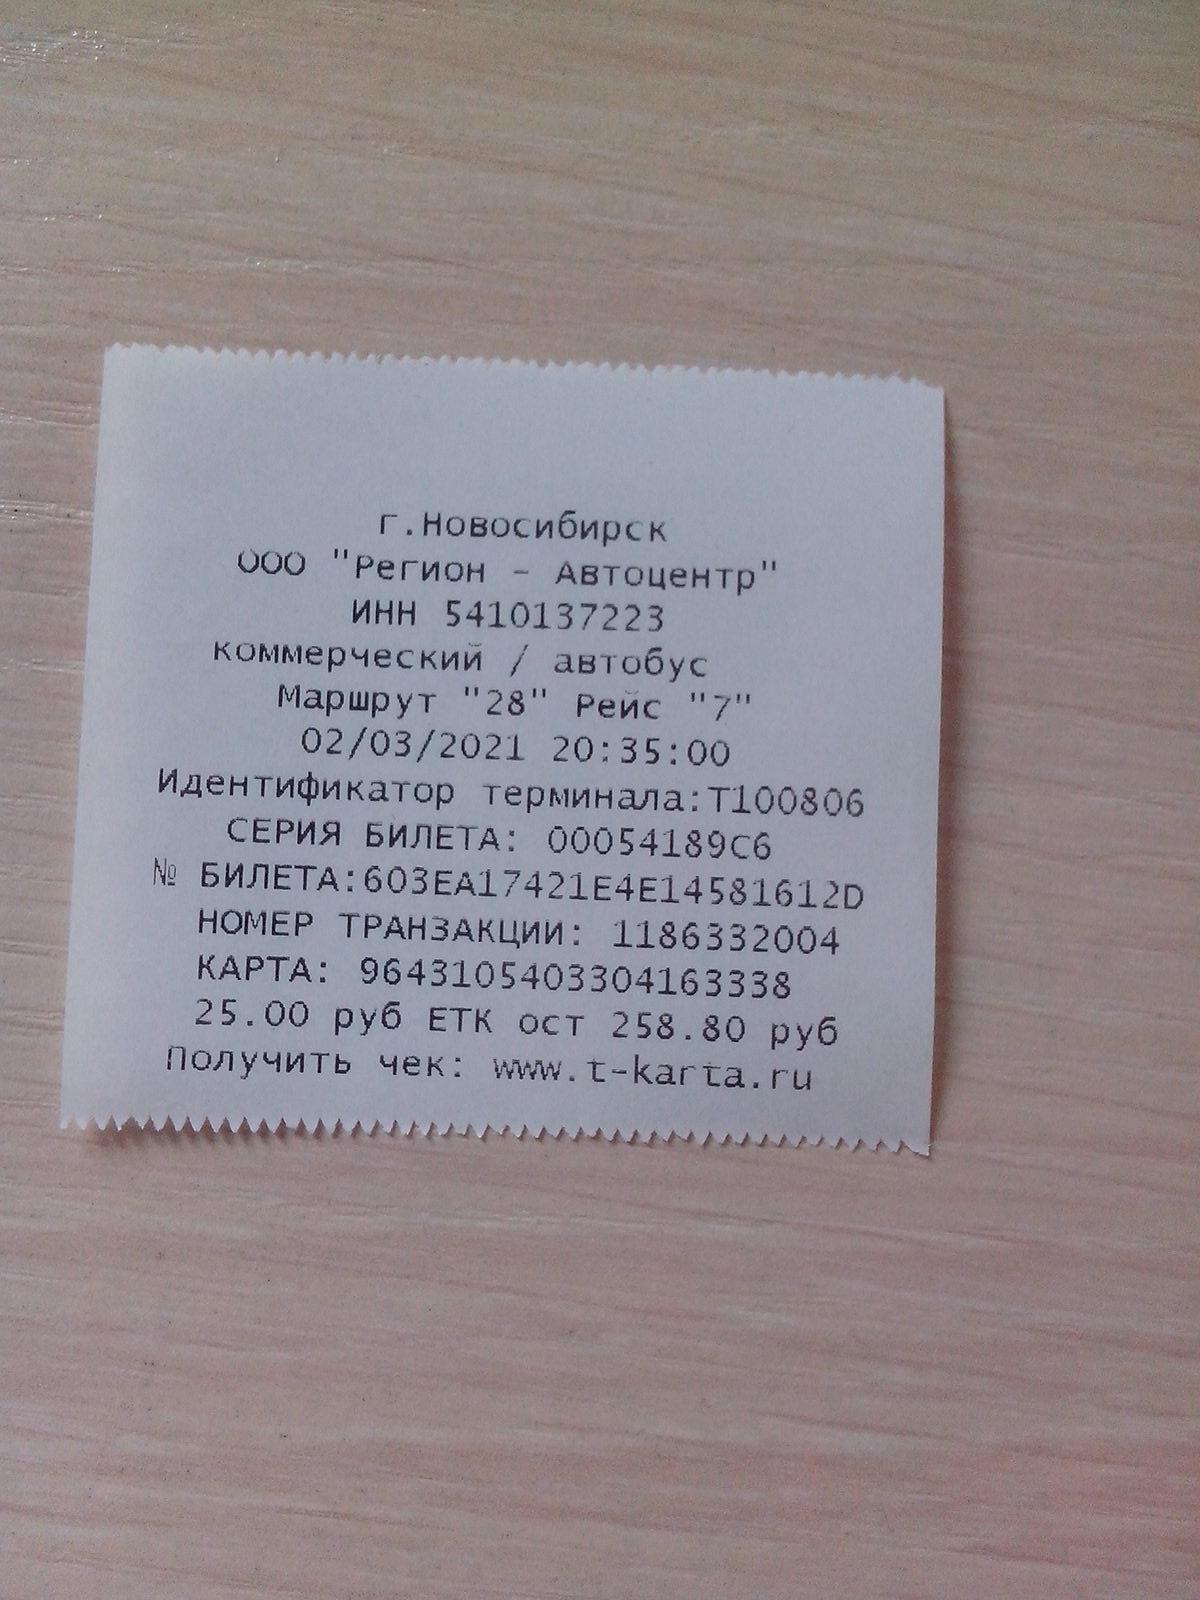 г.Новосибирск
ООО "Регион - Автоцентр"
ИНН 5410137223
коммерческий / автобус
Маршрут "28" Рейс "7"
02/03/2021 20:35:00
Идентификатор терминала:T100806
СЕРИЯ БИЛЕТА: 00054189C6
№ БИЛЕТА:603EA17421E4E14581612D
НОМЕР ТРАНЗАКЦИИ: 1186332004
КАРТА: 9643105403304163338
25.00 руб ЕТК ост 258.80 руб
Получить чек: www.t-karta.ru